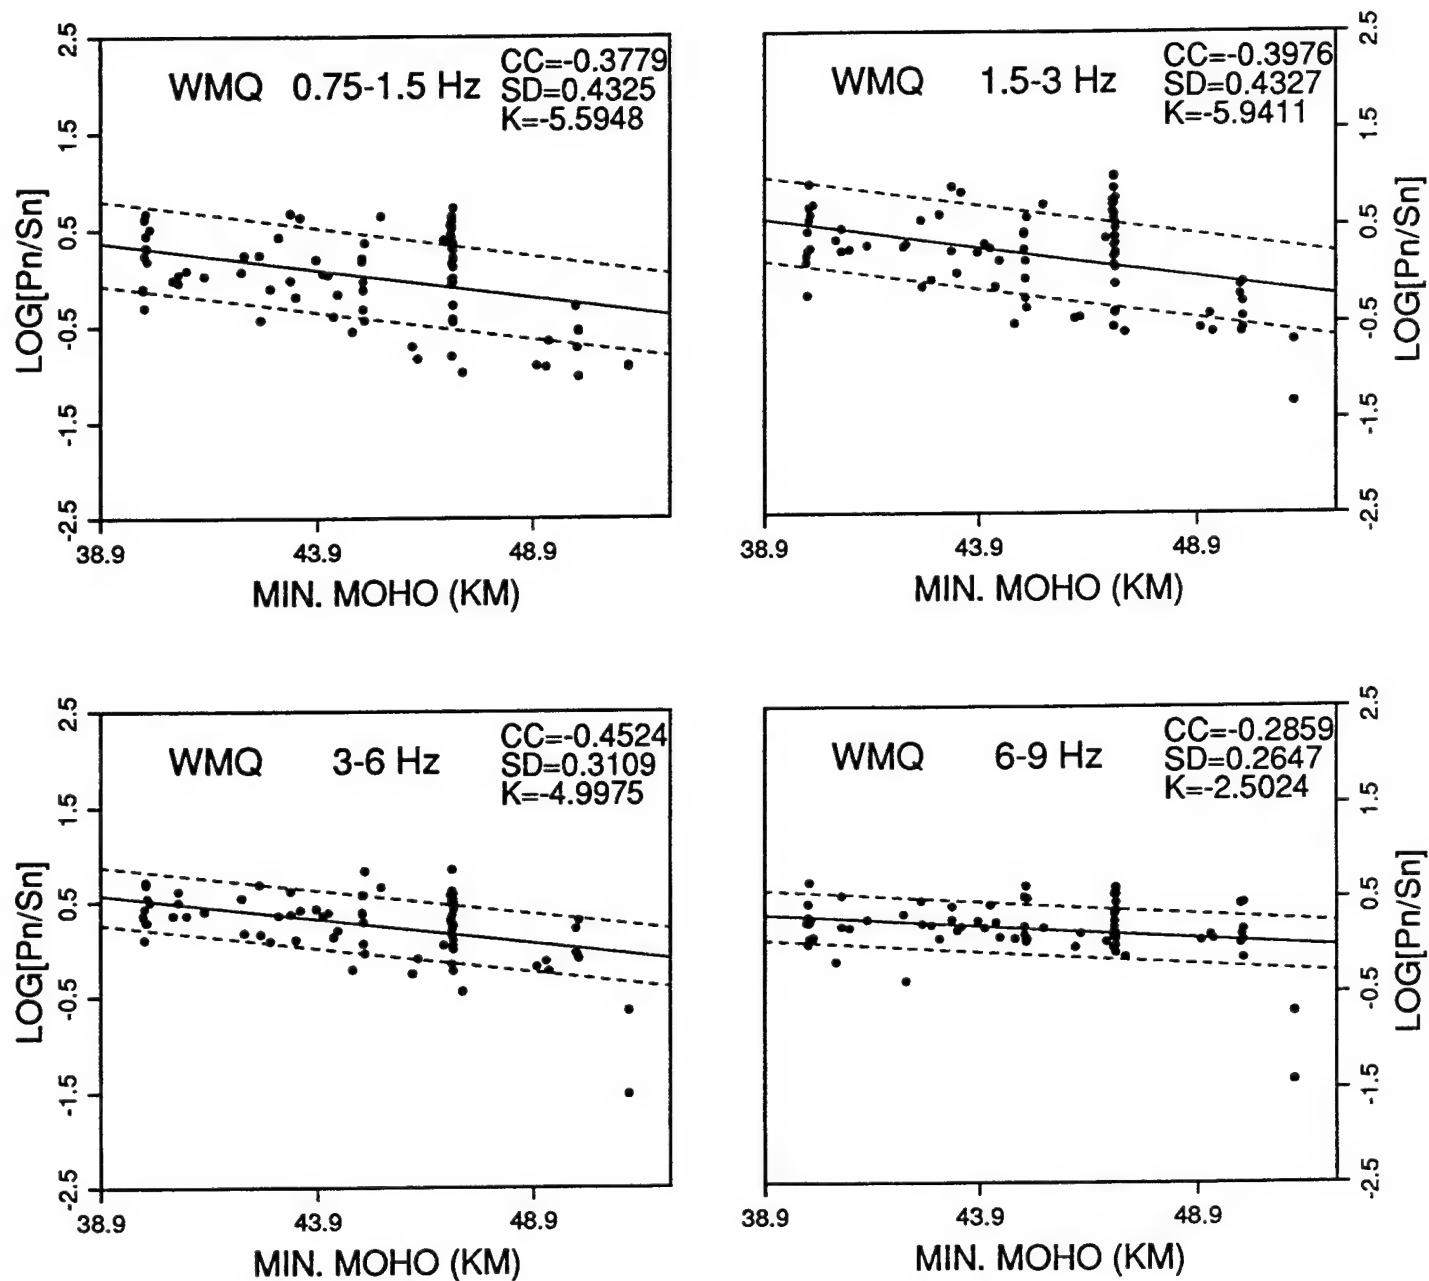 WMQ 0.75-1.5 Hz
CC=-0.3779
SD=0.4325
K=-5.5948
LOG[Pn/Sn]
2.5
1.5
0.5
-0.5
-1.5
-2.5
38.9 43.9 48.9
MIN. MOHO (KM)
WMQ 1.5-3 Hz
CC=-0.3976
SD=0.4327
K=-5.9411
2.5
1.5
0.5
-0.5
-1.5
-2.5
LOG[Pn/Sn]
38.9 43.9 48.9
MIN. MOHO (KM)
WMQ 3-6 Hz
CC=-0.4524
SD=0.3109
K=-4.9975
LOG[Pn/Sn]
2.5
1.5
0.5
-0.5
-1.5
-2.5
38.9 43.9 48.9
MIN. MOHO (KM)
WMQ 6-9 Hz
CC=-0.2859
SD=0.2647
K=-2.5024
2.5
1.5
0.5
-0.5
-1.5
-2.5
LOG[Pn/Sn]
38.9 43.9 48.9
MIN. MOHO (KM)